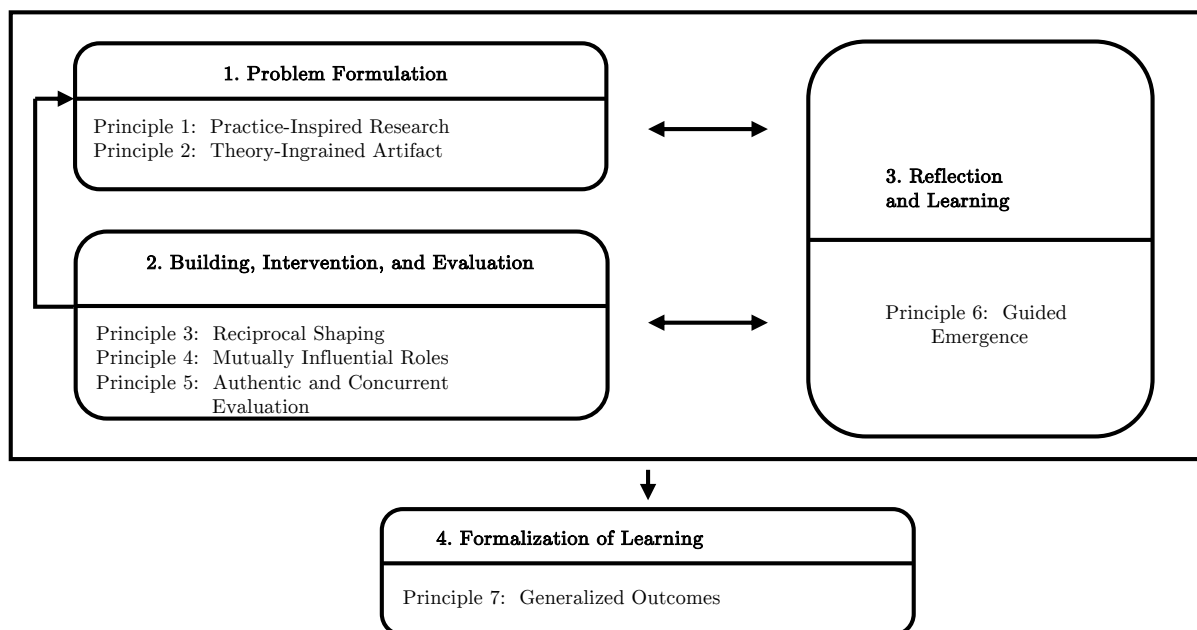 1. Problem Formulation
Principle 1: Practice-Inspired Research
Principle 2: Theory-Ingrained Artifact
2. Building, Intervention, and Evaluation
Principle 3: Reciprocal Shaping
Principle 4: Mutually Influential Roles
Principle 5: Authentic and Concurrent
Evaluation
3. Reflection
and Learning
Principle 6: Guided
Emergence
4. Formalization of Learning
Principle 7: Generalized Outcomes